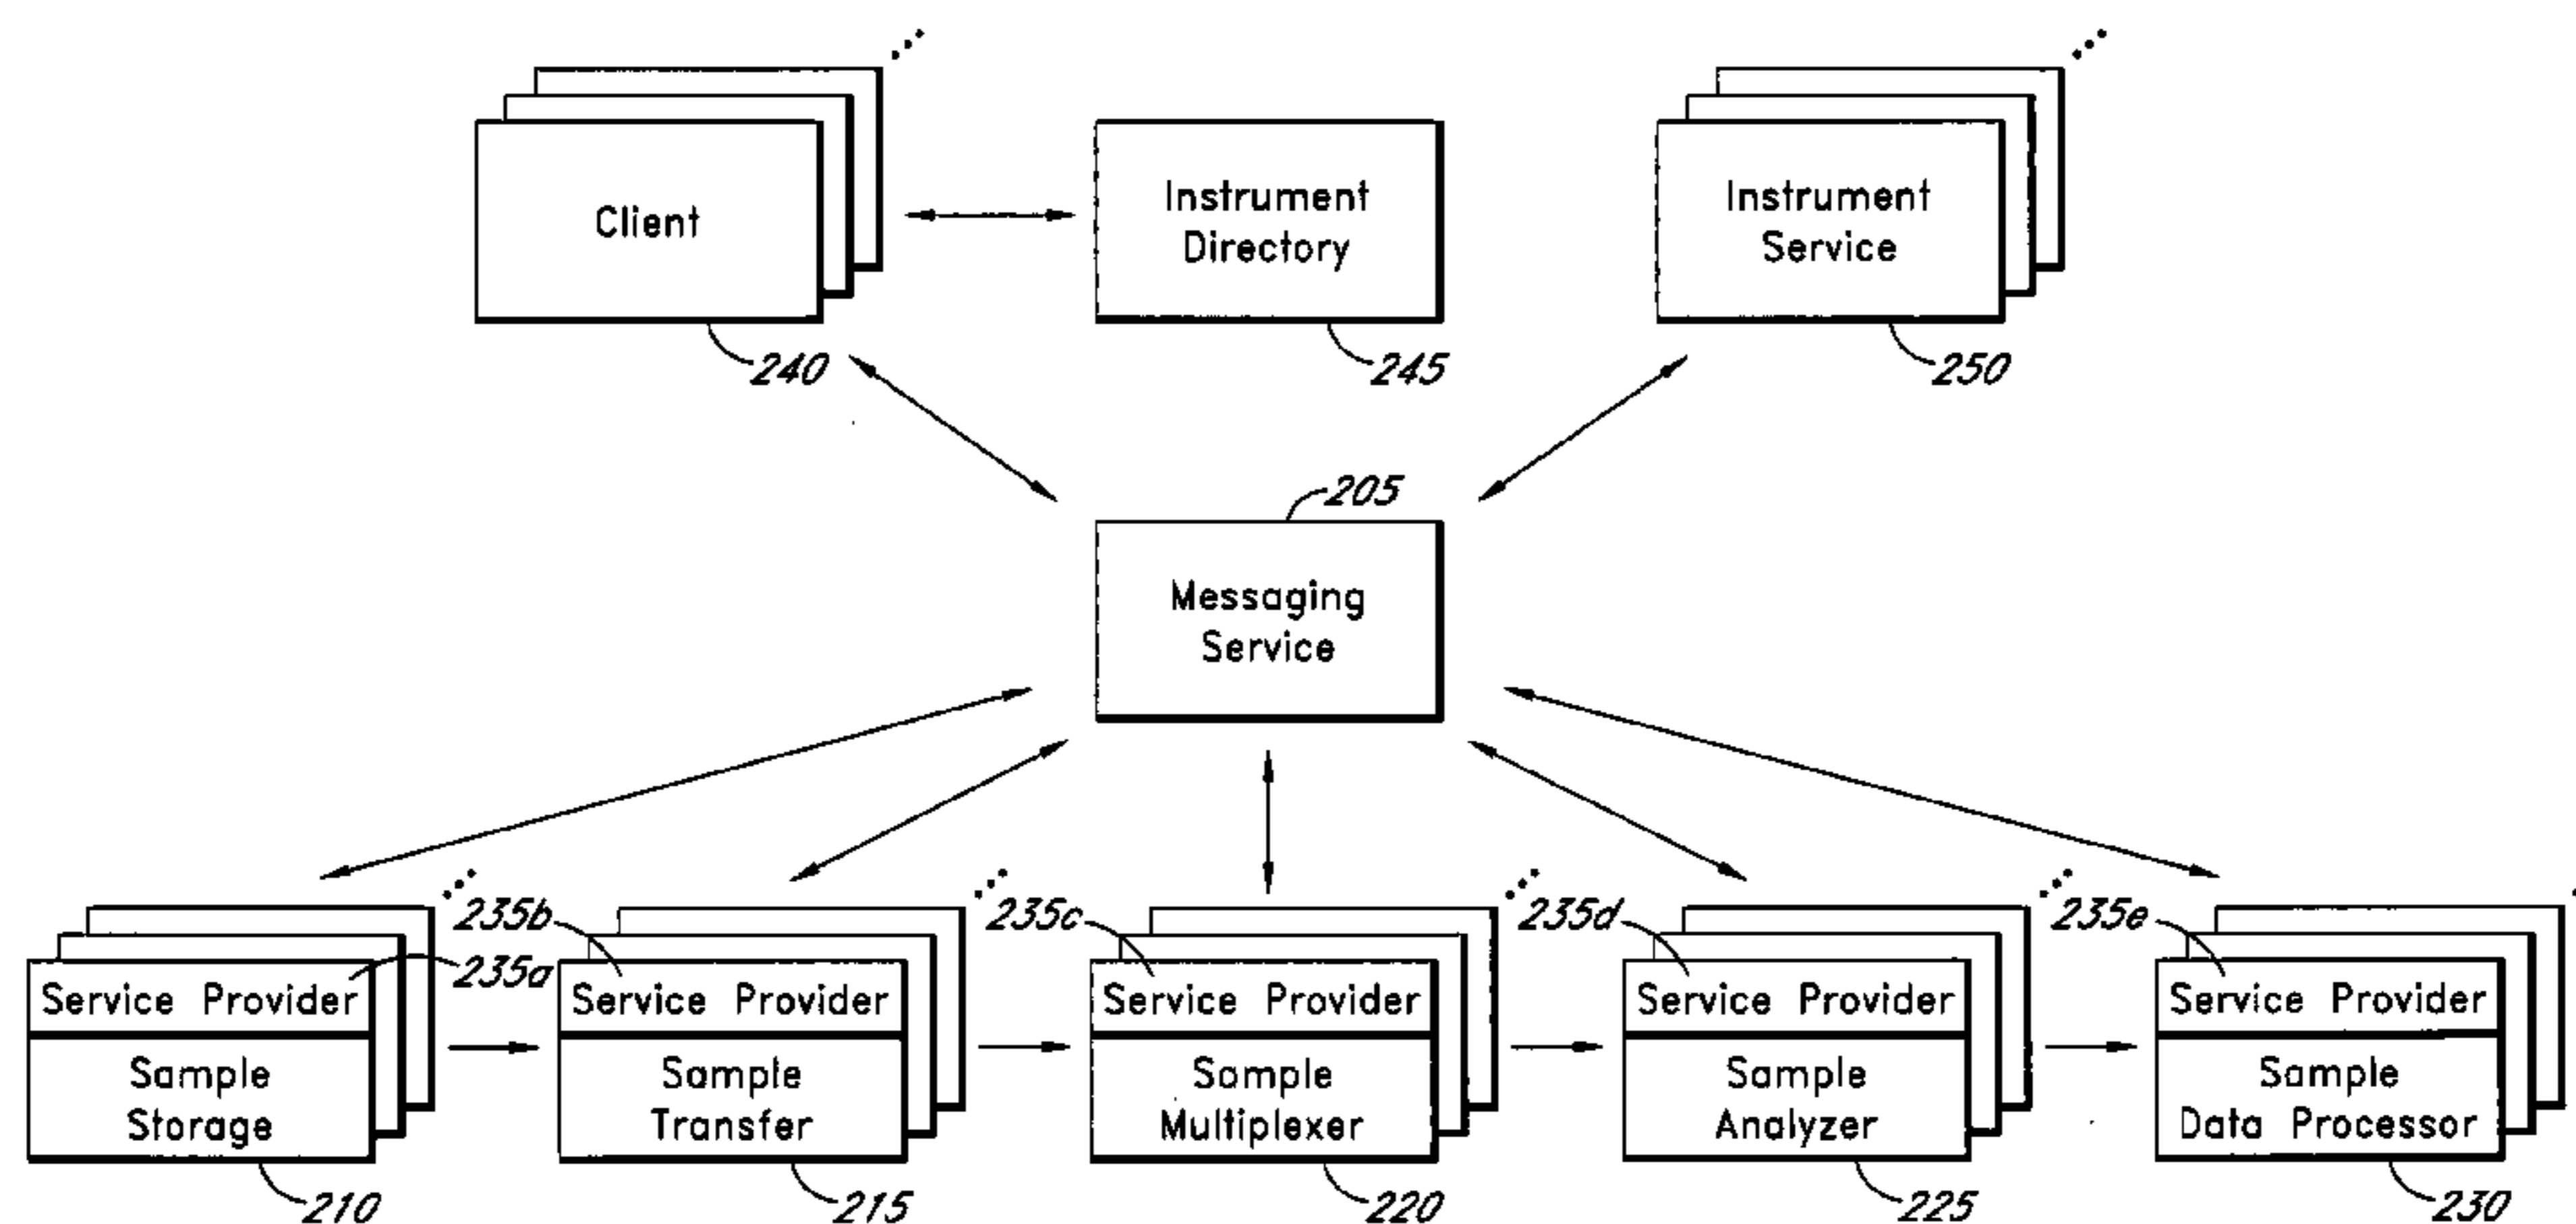 Client
Instrument
Directory
Instrument
Service
240
245
250
205
Messaging
Service
235b
235c
235d
235e
235a
Service Provider
Service Provider
Service Provider
Service Provider
Service Provider
Sample
Storage
Sample
Transfer
Sample
Multiplexer
Sample
Analyzer
Sample
Data Processor
210
215
220
225
230